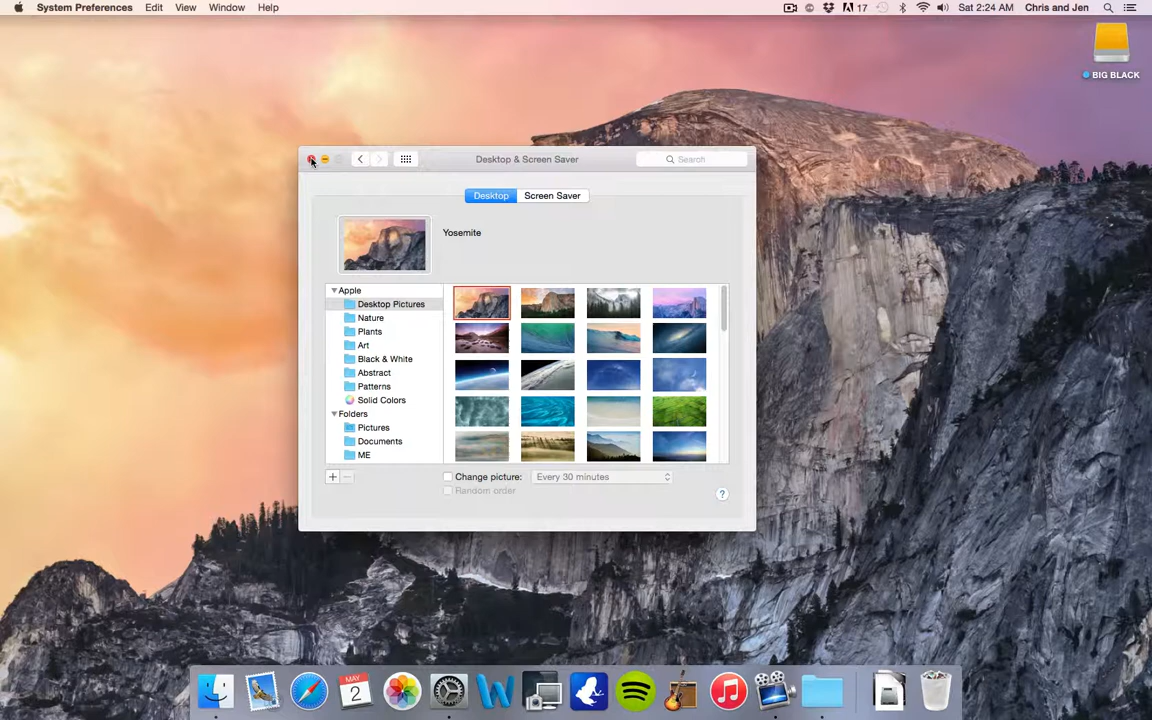 System Preferences Edit View Window Help
17 Sat 2:24 AM Chris and Jen
BIG BLACK
Desktop & Screen Saver
Search
Desktop Screen Saver
Yosemite
Apple
Desktop Pictures
Nature
Plants
Art
Black & White
Abstract
Patterns
Solid Colors
Folders
Pictures
Documents
ME
+ −
Change picture: Every 30 minutes
Random order
?
MAY
2
W